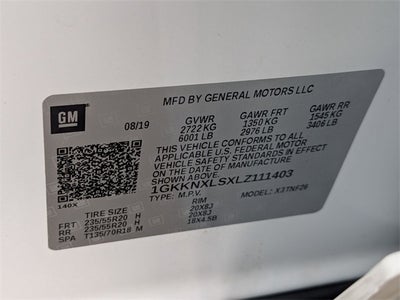 GM
MFD BY GENERAL MOTORS LLC
08/19 GVWR GAWR FRT GAWR RR
2722 KG 1350 KG 1545 KG
6001 LB 2976 LB 3406 LB
THIS VEHICLE CONFORMS TO ALL
APPLICABLE U.S. FEDERAL MOTOR
VEHICLE SAFETY STANDARDS IN EFFECT
ON THE DATE OF MANUFACTURE SHOWN ABOVE.
1GKKNXLSXLZ111403
140X TYPE: M.P.V. MODEL: X3TNF26
TIRE SIZE RIM
FRT 235/55R20 H 20X8J
RR 235/55R20 H 20X8J
SPA T135/70R18 M 18X4.5B